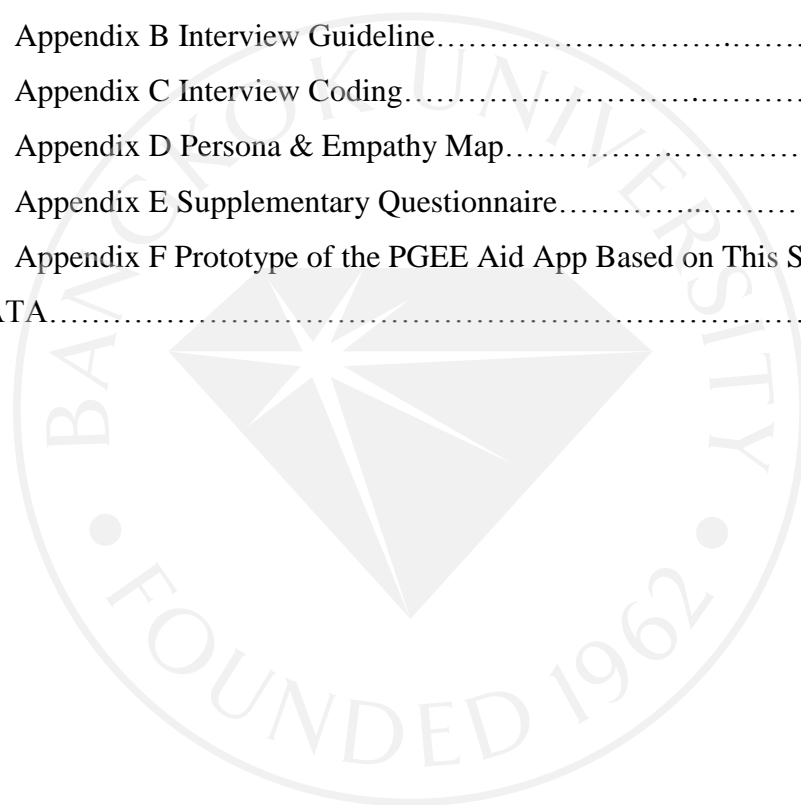 Appendix B Interview Guideline……………………….……
Appendix C Interview Coding……………………….………
Appendix D Persona & Empathy Map…………….…………
Appendix E Supplementary Questionnaire…………..………
Appendix F Prototype of the PGEE Aid App Based on This S
ATA…………………………………………………………………
BANGKOK UNIVERSITY
• FOUNDED 1962 •